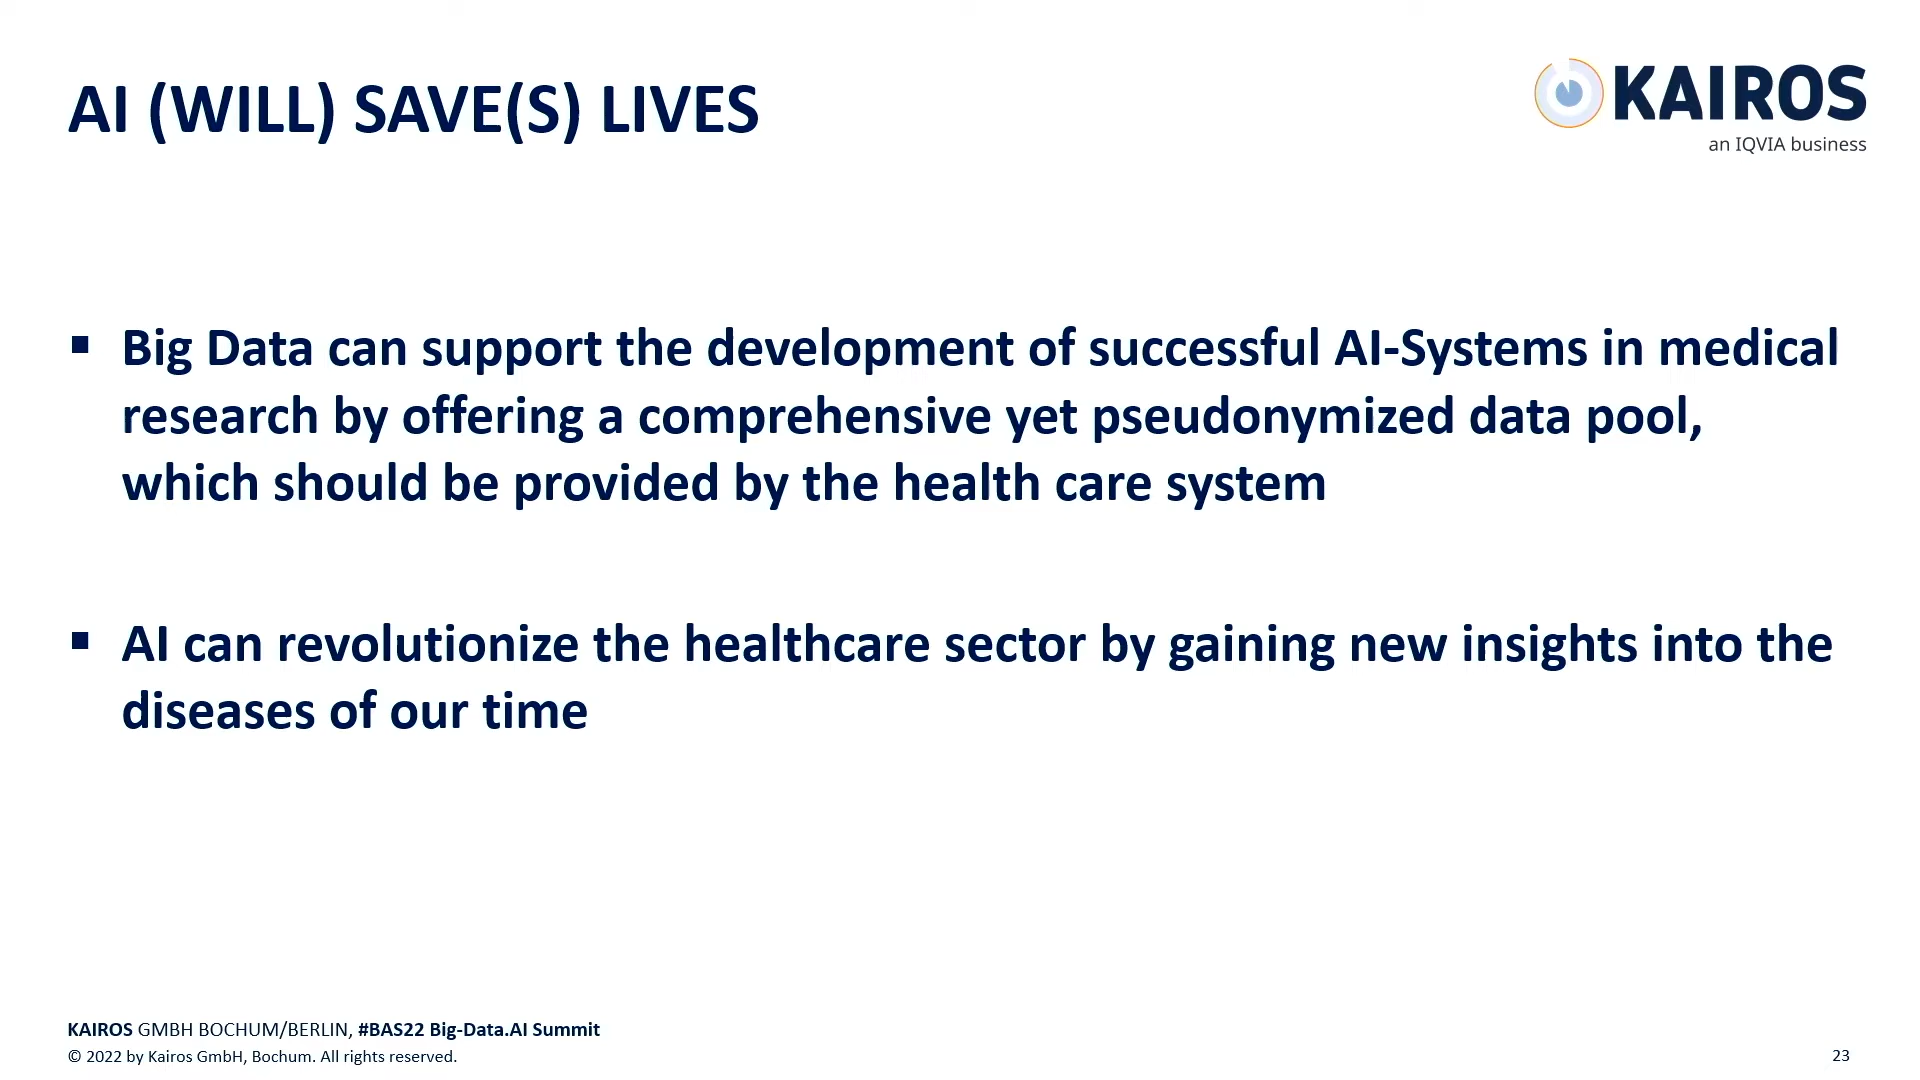 AI (WILL) SAVE(S) LIVES
KAIROS
an IQVIA business
▪ Big Data can support the development of successful AI-Systems in medical
research by offering a comprehensive yet pseudonymized data pool,
which should be provided by the health care system
▪ AI can revolutionize the healthcare sector by gaining new insights into the
diseases of our time
KAIROS GMBH BOCHUM/BERLIN, #BAS22 Big-Data.AI Summit
© 2022 by Kairos GmbH, Bochum. All rights reserved.
23